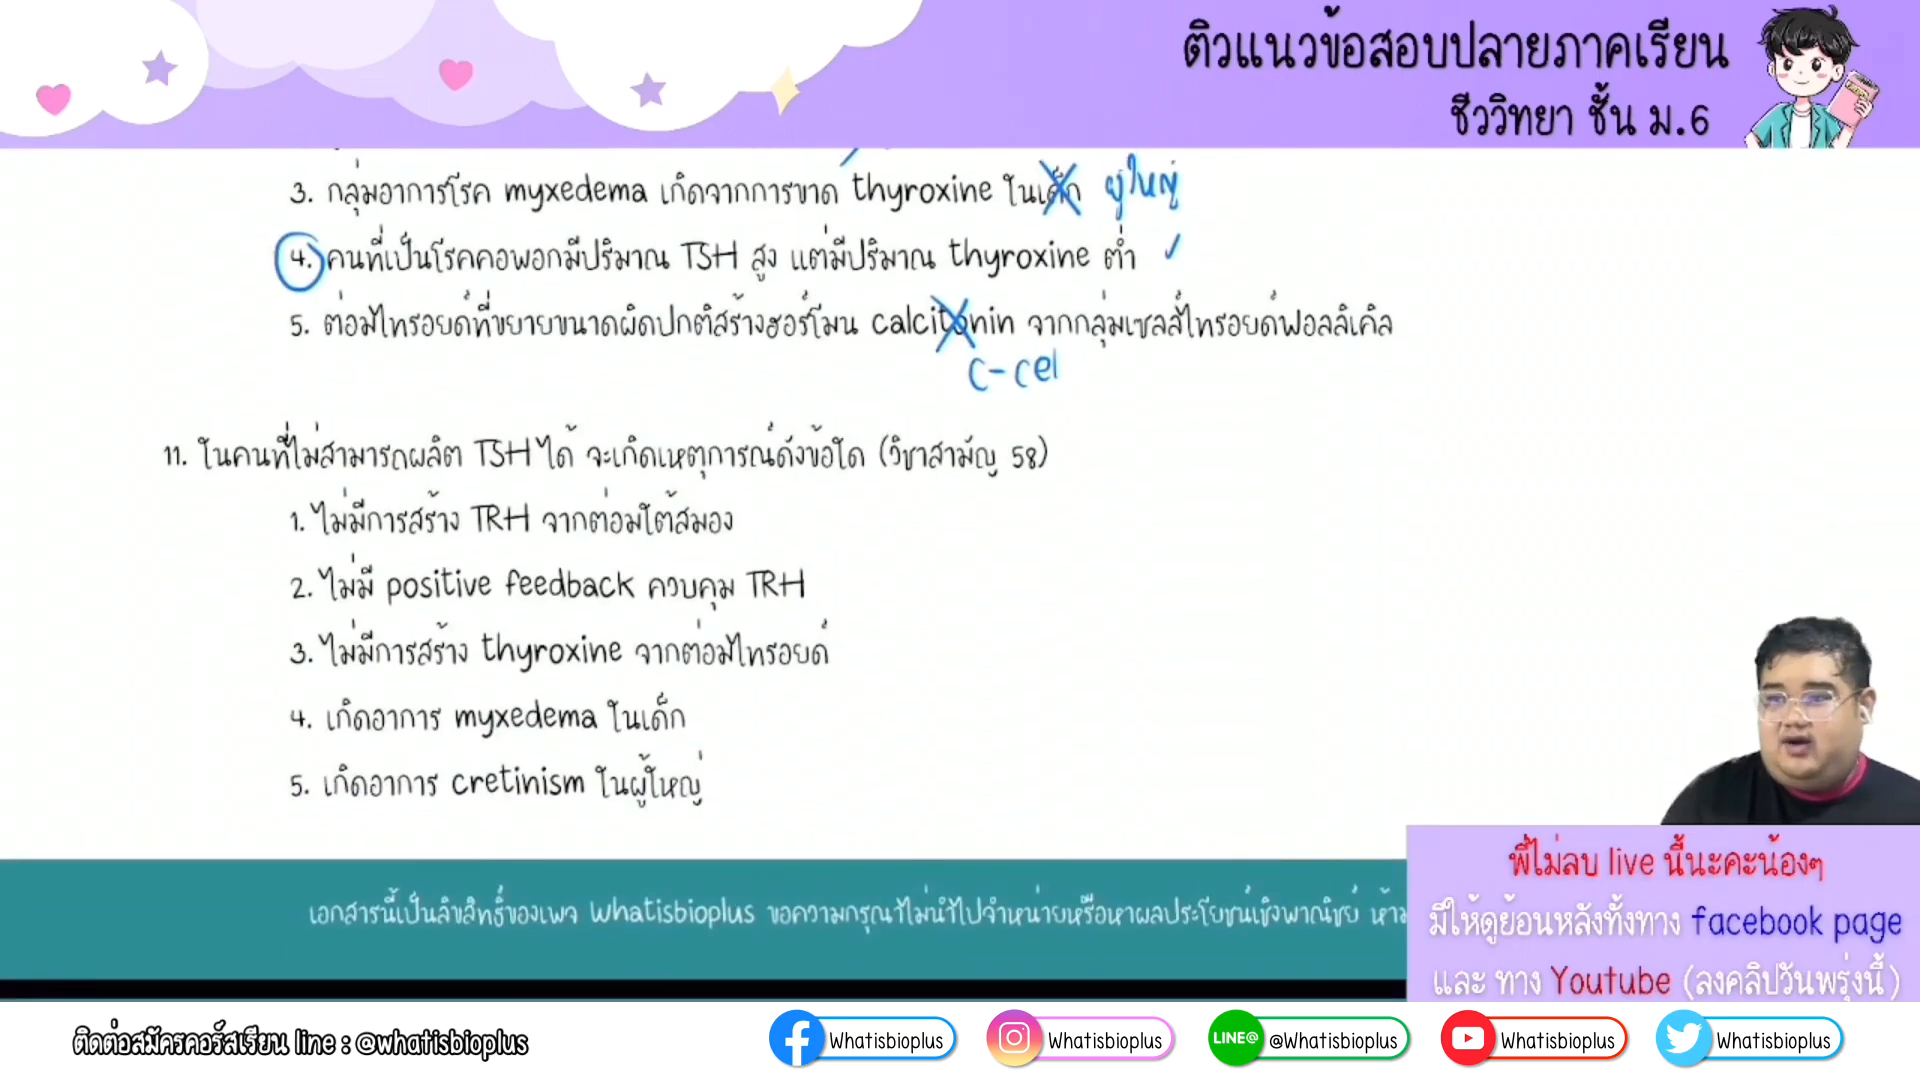 ติวแนวข้อสอบปลายภาคเรียน
ชีววิทยา ชั้น ม.6
3. กลุ่มอาการโรค myxedema เกิดจากการขาด thyroxine ในเด็ก ผู้ใหญ่
4. คนที่เป็นโรคคอพอกมีปริมาณ TSH สูง แต่มีปริมาณ thyroxine ต่ำ ✓
5. ต่อมไทรอยด์ที่ขยายขนาดผิดปกติสร้างฮอร์โมน calcitonin จากกลุ่มเซลล์ไทรอยด์ฟอลลิเคิล
C-cel
11. ในคนที่ไม่สามารถผลิต TSH ได้ จะเกิดเหตุการณ์ดังข้อใด (วิชาสามัญ 58)
1. ไม่มีการสร้าง TRH จากต่อมใต้สมอง
2. ไม่มี positive feedback ควบคุม TRH
3. ไม่มีการสร้าง thyroxine จากต่อมไทรอยด์
4. เกิดอาการ myxedema ในเด็ก
5. เกิดอาการ cretinism ในผู้ใหญ่
เอกสารนี้เป็นลิขสิทธิ์ของเพจ Whatisbioplus ขอความกรุณาไม่นำไปจำหน่ายหรือหาผลประโยชน์เชิงพาณิชย์ ห้าม
พี่ไม่ลบ live นี้นะคะน้องๆ
มีให้ดูย้อนหลังทั้งทาง facebook page
และ ทาง Youtube (ลงคลิปวันพรุ่งนี้)
ติดต่อสมัครคอร์สเรียน line : @whatisbioplus
Whatisbioplus
Whatisbioplus
LINE@ @Whatisbioplus
Whatisbioplus
Whatisbioplus